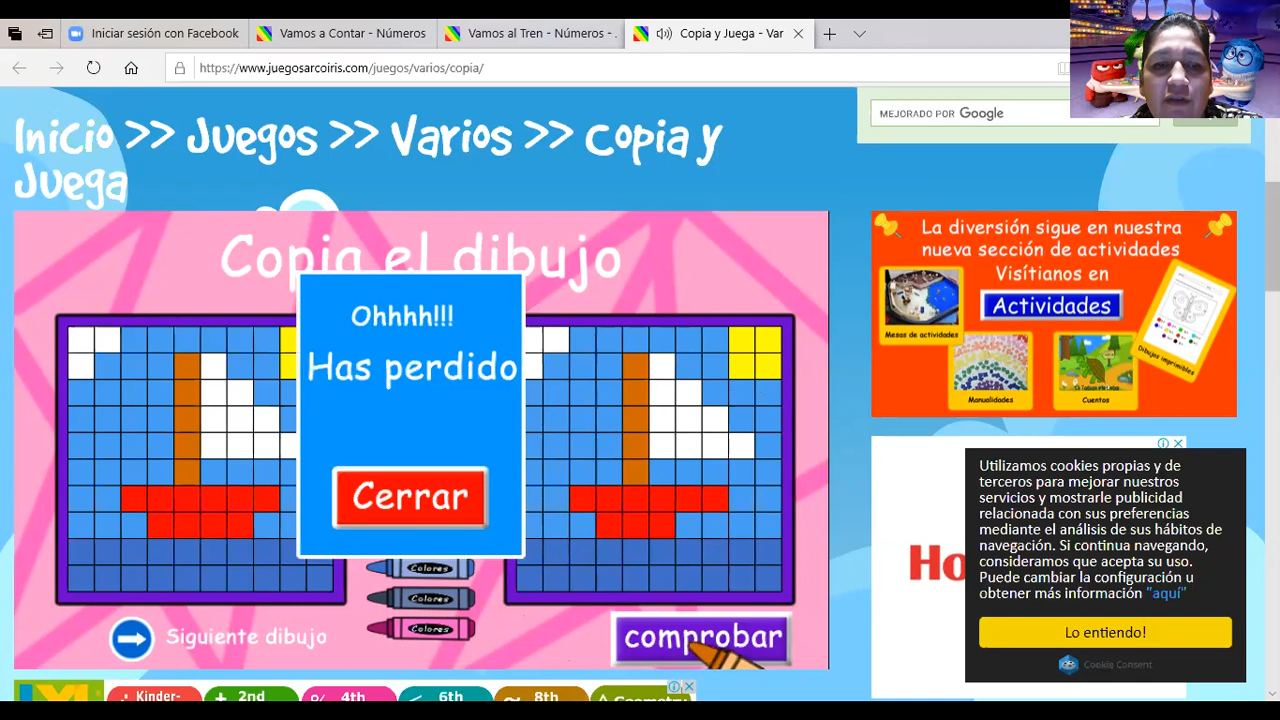 Iniciar sesión con Facebook
Vamos a Contar - Númer
Vamos al Tren - Números -
Copia y Juega - Var
https://www.juegosarcoiris.com/juegos/varios/copia/
MEJORADO POR Google
Inicio >> Juegos >> Varios >> Copia y
Juega
Copia el dibujo
Ohhhh!!!
Has perdido
Cerrar
Colores
Colores
Colores
Siguiente dibujo
comprobar
La diversión sigue en nuestra
nueva sección de actividades
Visítianos en
Actividades
Mesas de actividades
Manualidades
Cuentos
Dibujos imprimibles
Ho
Utilizamos cookies propias y de
terceros para mejorar nuestros
servicios y mostrarle publicidad
relacionada con sus preferencias
mediante el análisis de sus hábitos de
navegación. Si continua navegando,
consideramos que acepta su uso.
Puede cambiar la configuración u
obtener más información "aquí"
Lo entiendo!
Cookie Consent
Kinder-
2nd
4th
6th
8th
Geometry